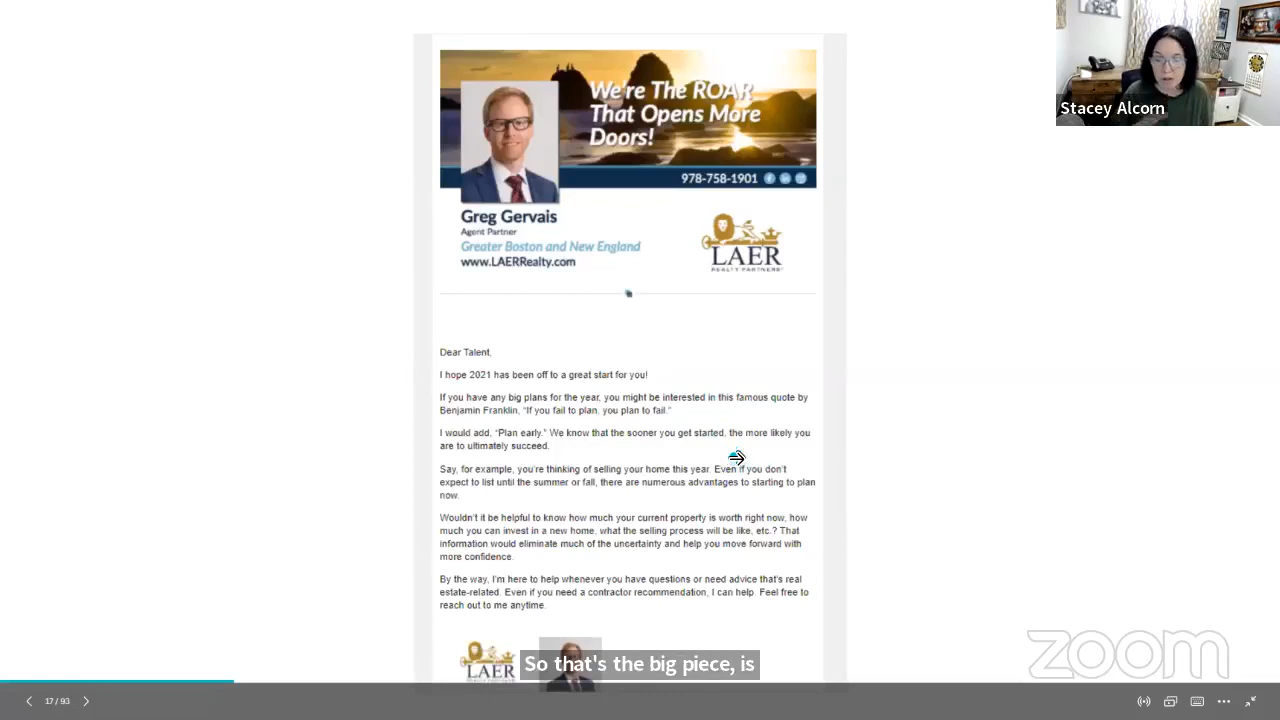 Stacey Alcorn
We're The ROAR
That Opens More
Doors!
978-758-1901
Greg Gervais
Agent Partner
Greater Boston and New England
www.LAERRealty.com
LAER
REALTY PARTNERS
Dear Talent,
I hope 2021 has been off to a great start for you!
If you have any big plans for the year, you might be interested in this famous quote by
Benjamin Franklin, “If you fail to plan, you plan to fail.”
I would add, “Plan early.” We know that the sooner you get started, the more likely you
are to ultimately succeed.
Say, for example, you're thinking of selling your home this year. Even if you don't
expect to list until the summer or fall, there are numerous advantages to starting to plan
now.
Wouldn't it be helpful to know how much your current property is worth right now, how
much you can invest in a new home, what the selling process will be like, etc.? That
information would eliminate much of the uncertainty and help you move forward with
more confidence.
By the way, I'm here to help whenever you have questions or need advice that's real
estate-related. Even if you need a contractor recommendation, I can help. Feel free to
reach out to me anytime.
LAER
So that's the big piece, is
zoom
17 / 93